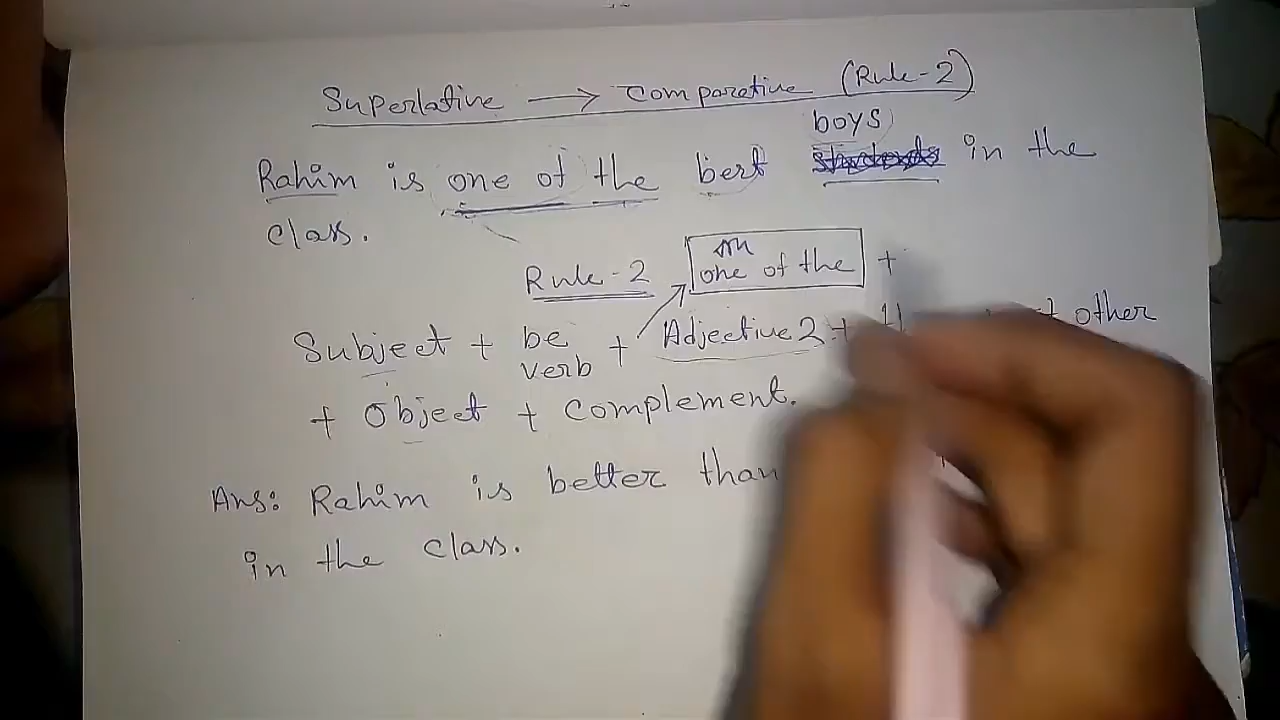 Superlative → Comparative (Rule-2)
boys
Rahim is one of the best in the
class.
Rule-2 one of the +
Subject + be verb + Adjective 2 + other
+ Object + Complement.
Ans: Rahim is better than
in the class.